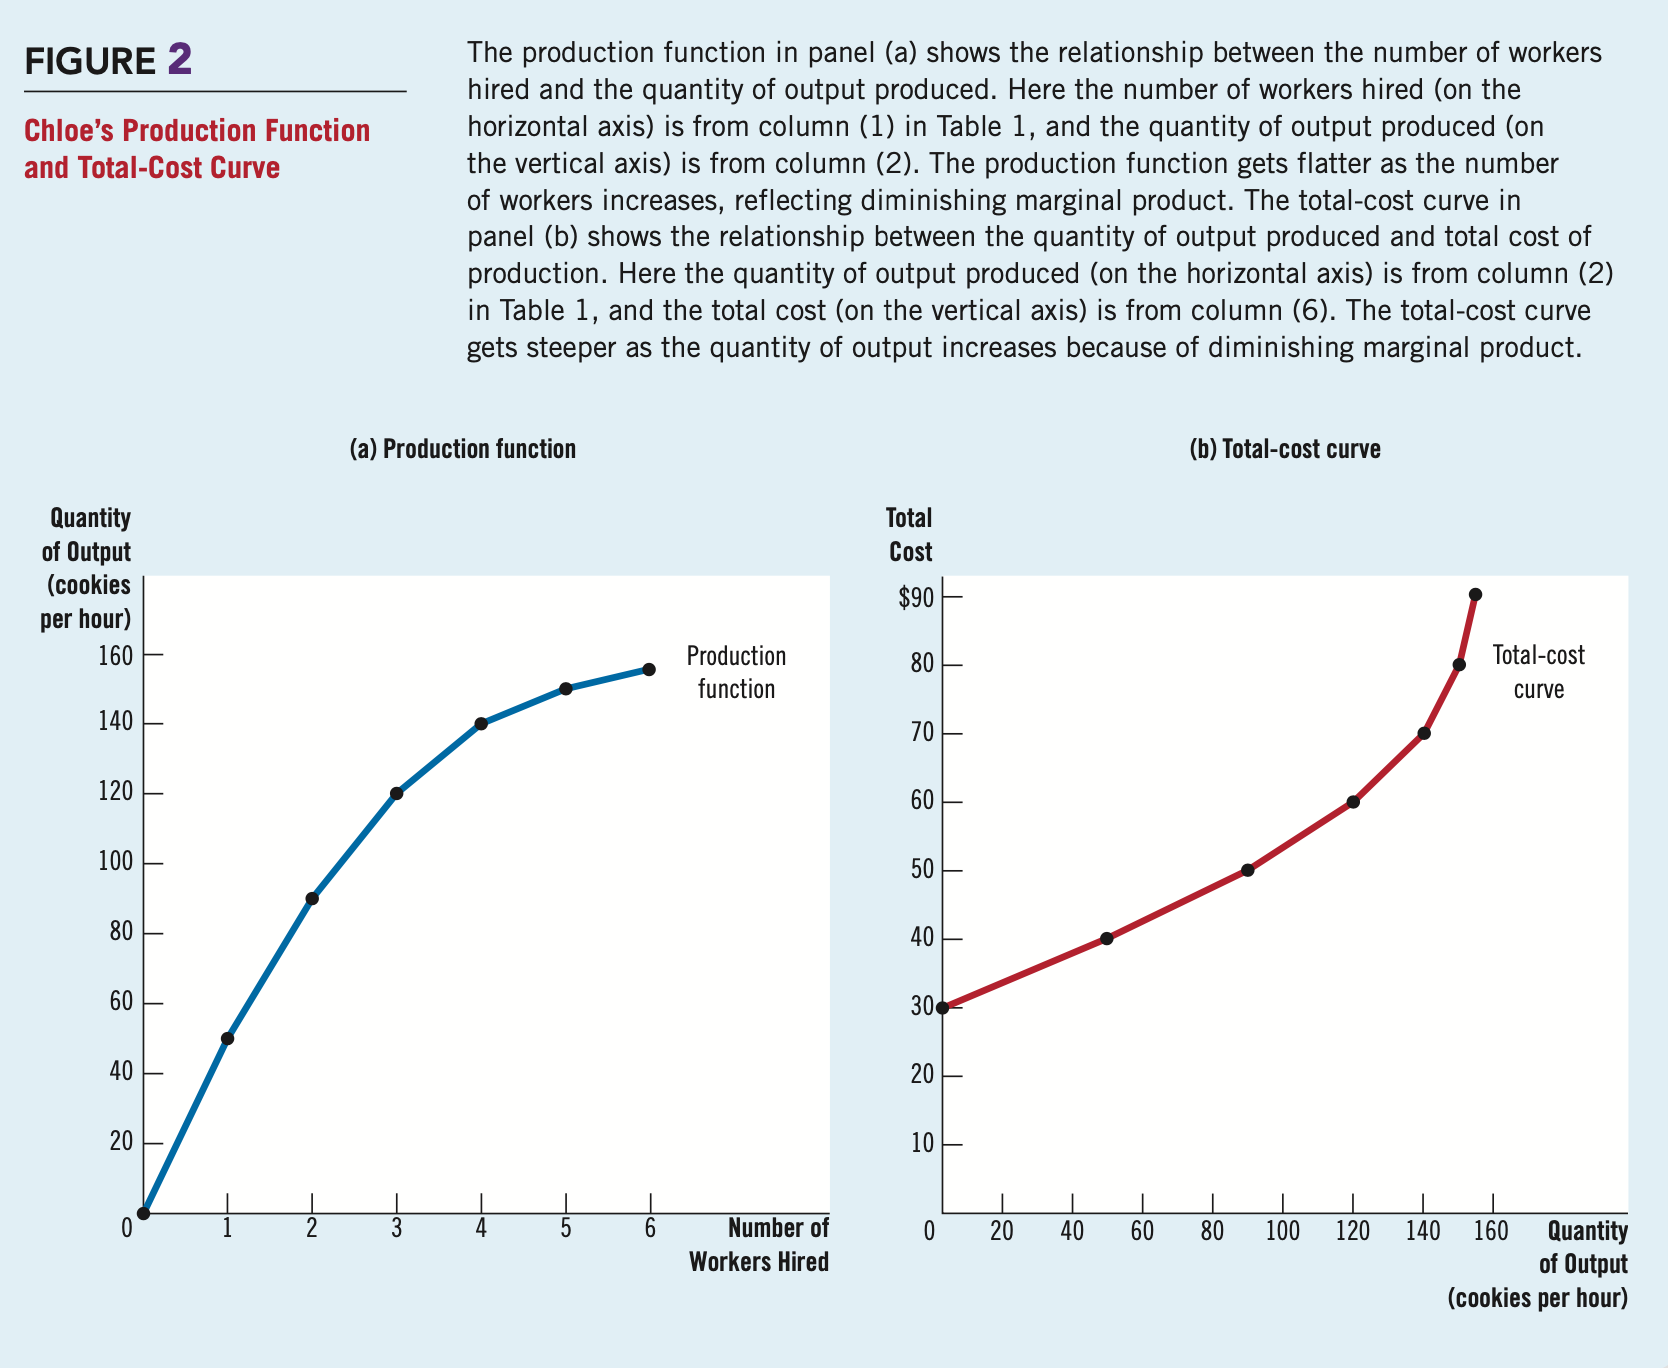 FIGURE 2
Chloe's Production Function
and Total-Cost Curve
The production function in panel (a) shows the relationship between the number of workers
hired and the quantity of output produced. Here the number of workers hired (on the
horizontal axis) is from column (1) in Table 1, and the quantity of output produced (on
the vertical axis) is from column (2). The production function gets flatter as the number
of workers increases, reflecting diminishing marginal product. The total-cost curve in
panel (b) shows the relationship between the quantity of output produced and total cost of
production. Here the quantity of output produced (on the horizontal axis) is from column (2)
in Table 1, and the total cost (on the vertical axis) is from column (6). The total-cost curve
gets steeper as the quantity of output increases because of diminishing marginal product.
(a) Production function
Quantity
of Output
(cookies
per hour)
160
140
120
100
80
60
40
20
Production
function
0 1 2 3 4 5 6
Number of
Workers Hired
(b) Total-cost curve
Total
Cost
$90
80
70
60
50
40
30
20
10
Total-cost
curve
0 20 40 60 80 100 120 140 160
Quantity
of Output
(cookies per hour)